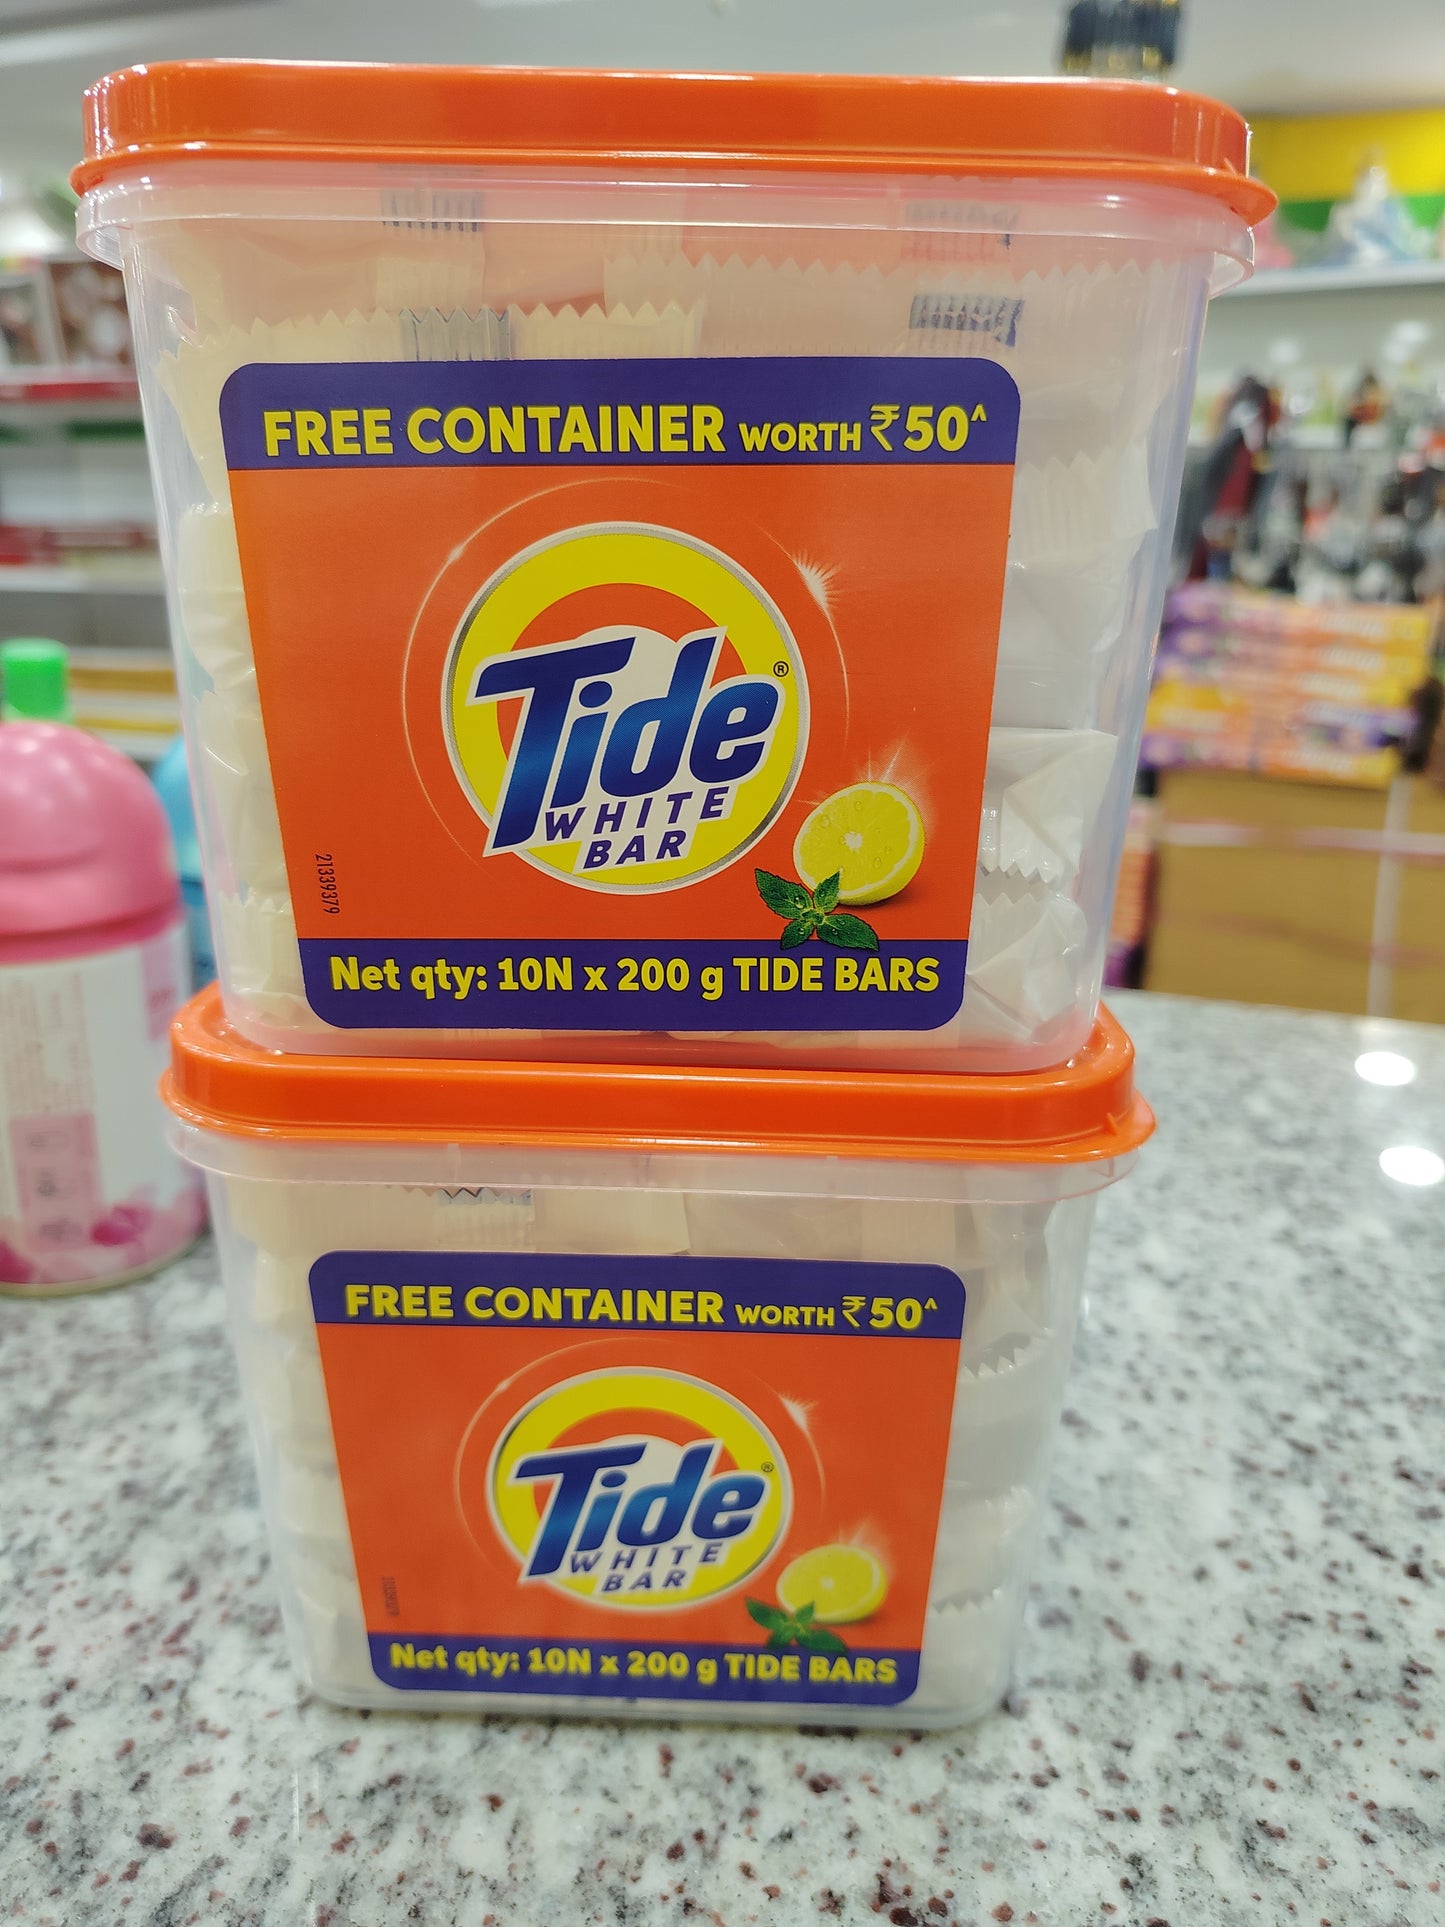 FREE CONTAINER WORTH ₹50^
Tide®
WHITE
BAR
21339379
Net qty: 10N x 200 g TIDE BARS
FREE CONTAINER WORTH ₹50^
Tide®
WHITE
BAR
Net qty: 10N x 200 g TIDE BARS